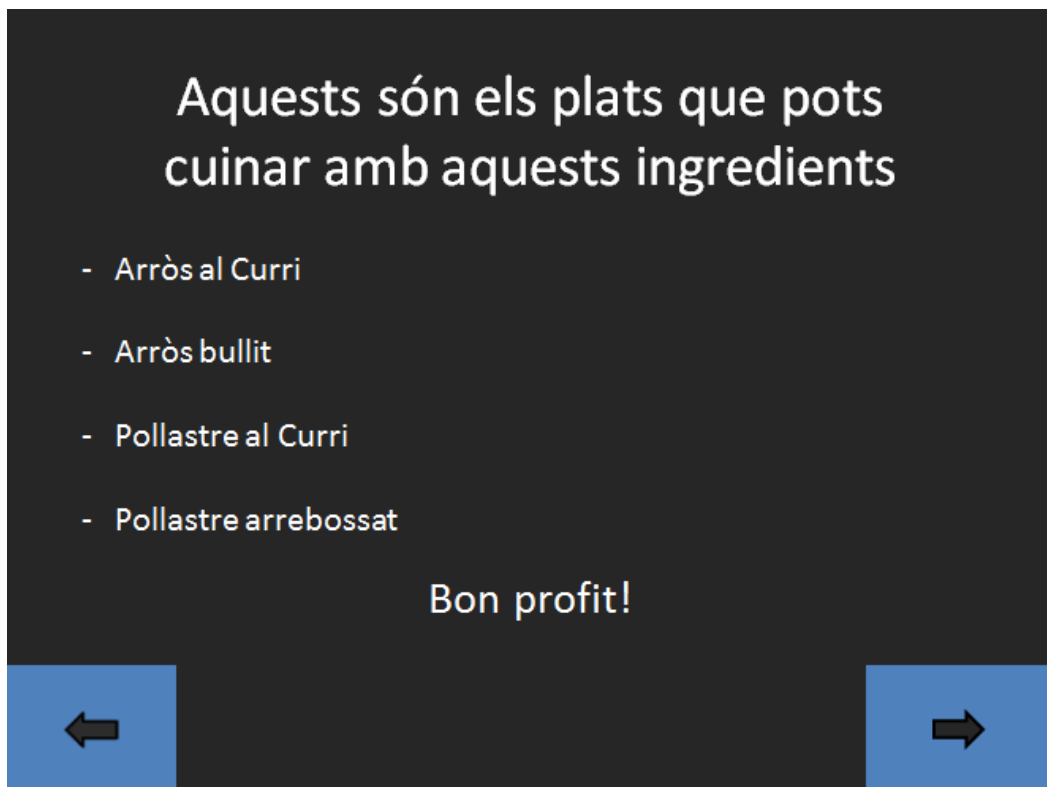 Aquests són els plats que pots
cuinar amb aquests ingredients
- Arròs al Curri
- Arròs bullit
- Pollastre al Curri
- Pollastre arrebossat
Bon profit!